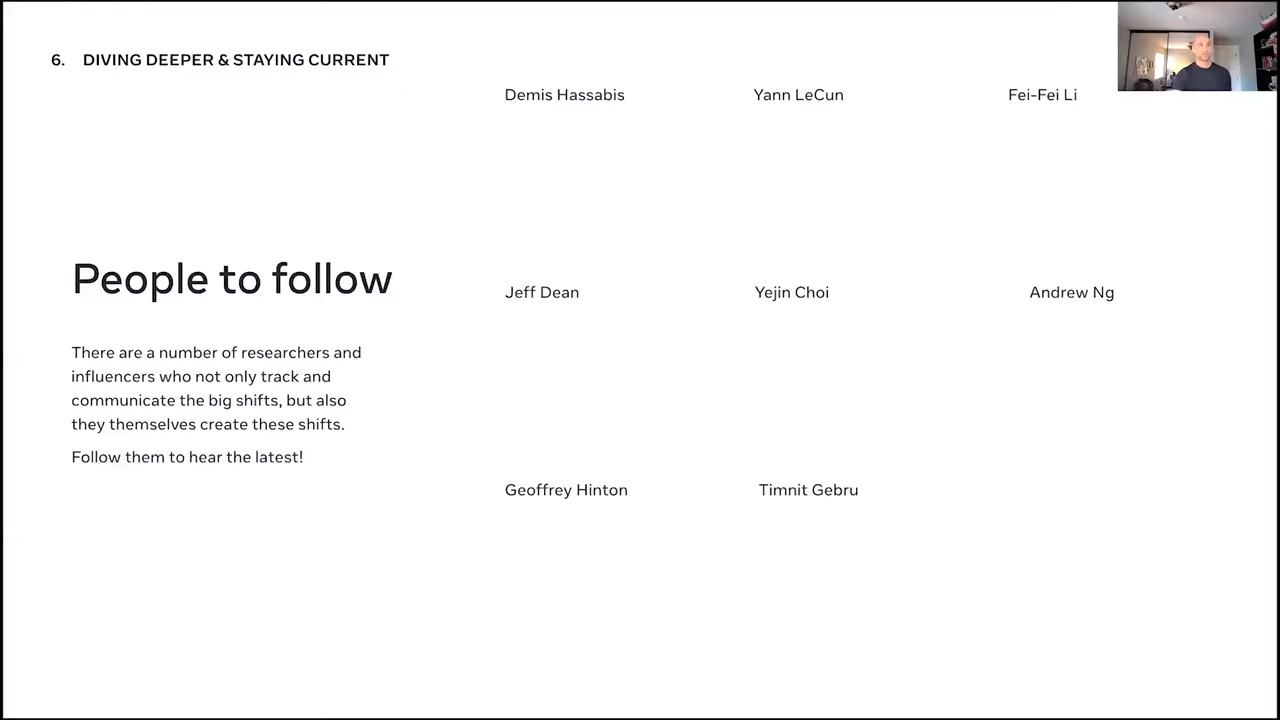 6. DIVING DEEPER & STAYING CURRENT
Demis Hassabis
Yann LeCun
Fei-Fei Li
People to follow
Jeff Dean
Yejin Choi
Andrew Ng
There are a number of researchers and
influencers who not only track and
communicate the big shifts, but also
they themselves create these shifts.
Follow them to hear the latest!
Geoffrey Hinton
Timnit Gebru